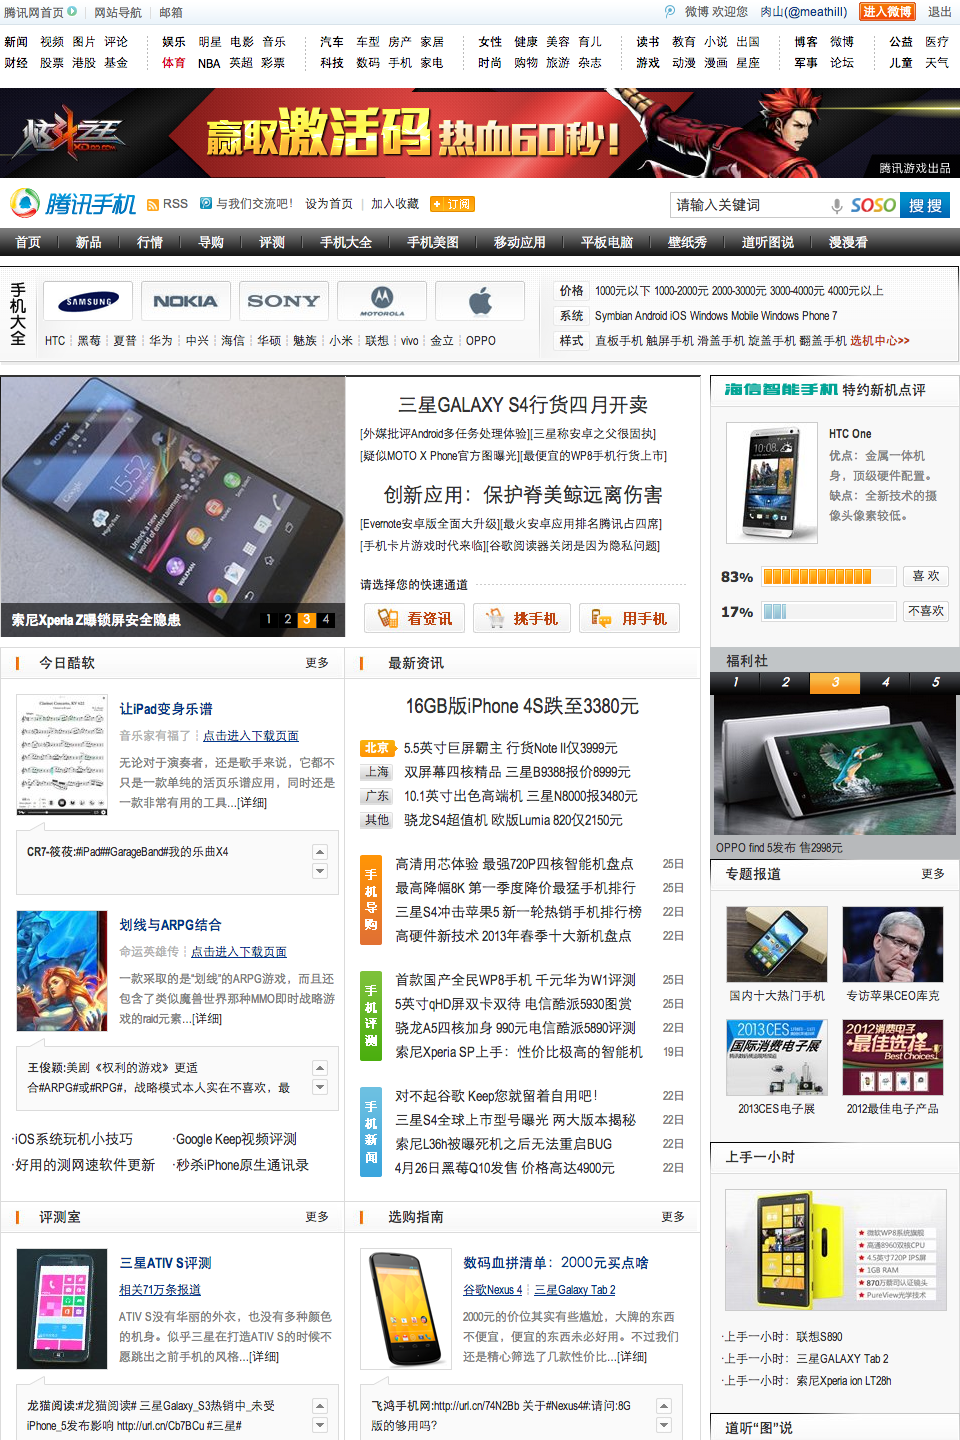 腾讯网首页 | 网站导航 | 邮箱
微博 欢迎您 肉山(@meathill) 进入微博 退出
新闻 视频 图片 评论 娱乐 明星 电影 音乐 汽车 车型 房产 家居 女性 健康 美容 育儿 读书 教育 小说 出国 博客 微博 公益 医疗
财经 股票 港股 基金 体育 NBA 英超 彩票 科技 数码 手机 家电 时尚 购物 旅游 杂志 游戏 动漫 漫画 星座 军事 论坛 儿童 天气
炫斗之王
XD.QQ.COM
赢取激活码 热血60秒!
腾讯游戏出品
腾讯手机 RSS 与我们交流吧! 设为首页 | 加入收藏 +订阅
请输入关键词 SOSO 搜搜
首页 新品 行情 导购 评测 手机大全 手机美图 移动应用 平板电脑 壁纸秀 道听图说 漫漫看
手机大全
SAMSUNG NOKIA SONY MOTOROLA
HTC 黑莓 夏普 华为 中兴 海信 华硕 魅族 小米 联想 vivo 金立 OPPO
价格 1000元以下 1000-2000元 2000-3000元 3000-4000元 4000元以上
系统 Symbian Android iOS Windows Mobile Windows Phone 7
样式 直板手机 触屏手机 滑盖手机 旋盖手机 翻盖手机 选机中心>>
索尼Xperia Z曝锁屏安全隐患
1 2 3 4
三星GALAXY S4行货四月开卖
[外媒批评Android多任务处理体验][三星称安卓之父很固执]
[疑似MOTO X Phone官方图曝光][最便宜的WP8手机行货上市]
创新应用：保护脊美鲸远离伤害
[Evernote安卓版全面大升级][最火安卓应用排名腾讯占四席]
[手机卡片游戏时代来临][谷歌阅读器关闭是因为隐私问题]
请选择您的快速通道
看资讯 挑手机 用手机
海信智能手机 特约新机点评
HTC One
优点：金属一体机
身，顶级硬件配置。
缺点：全新技术的摄
像头像素较低。
83% 喜 欢
17% 不喜欢
福利社
1 2 3 4 5
OPPO find 5发布 售2998元
今日酷软 更多
让iPad变身乐谱
音乐家有福了 点击进入下载页面
无论对于演奏者，还是歌手来说，它都不
只是一款单纯的活页乐谱应用，同时还是
一款非常有用的工具...[详细]
CR7-筱筱:#iPad##GarageBand#我的乐曲X4
划线与ARPG结合
命运英雄传 点击进入下载页面
一款采取的是“划线”的ARPG游戏，而且还
包含了类似魔兽世界那种MMO即时战略游
戏的raid元素...[详细]
王俊颖:美剧《权利的游戏》更适
合#ARPG#或#RPG#，战略模式本人实在不喜欢，最
·iOS系统玩机小技巧 ·Google Keep视频评测
·好用的测网速软件更新 ·秒杀iPhone原生通讯录
最新资讯
16GB版iPhone 4S跌至3380元
北京 5.5英寸巨屏霸主 行货Note II仅3999元
上海 双屏幕四核精品 三星B9388报价8999元
广东 10.1英寸出色高端机 三星N8000报3480元
其他 骁龙S4超值机 欧版Lumia 820仅2150元
手机导购
高清用芯体验 最强720P四核智能机盘点 25日
最高降幅8K 第一季度降价最猛手机排行 25日
三星S4冲击苹果5 新一轮热销手机排行榜 22日
高硬件新技术 2013年春季十大新机盘点 22日
手机评测
首款国产全民WP8手机 千元华为W1评测 25日
5英寸qHD屏双卡双待 电信酷派5930图赏 25日
骁龙A5四核加身 990元电信酷派5890评测 22日
索尼Xperia SP上手：性价比极高的智能机 19日
手机新闻
对不起谷歌 Keep您就留着自用吧! 22日
三星S4全球上市型号曝光 两大版本揭秘 22日
索尼L36h被曝死机之后无法重启BUG 22日
4月26日黑莓Q10发售 价格高达4900元 22日
专题报道 更多
国内十大热门手机 专访苹果CEO库克
2013CES
国际消费电子展
2012消费电子
最佳选择
Best Choices
2013CES电子展 2012最佳电子产品
上手一小时
微软WP8系统旗舰
高通8960双核CPU
4.5英寸720P IPS屏
1GB RAM
870万蔡司认证镜头
PureView光学技术
·上手一小时： 联想S890
·上手一小时： 三星GALAXY Tab 2
·上手一小时： 索尼Xperia ion LT28h
道听“图”说
评测室 更多
三星ATIV S评测
相关71万条报道
ATIV S没有华丽的外衣，也没有多种颜色
的机身。似乎三星在打造ATIV S的时候不
愿跳出之前手机的风格...[详细]
龙猫阅读:#龙猫阅读# 三星Galaxy_S3热销中_未受
iPhone_5发布影响 http://url.cn/Cb7BCu #三星#
选购指南 更多
数码血拼清单：2000元买点啥
谷歌Nexus 4 三星Galaxy Tab 2
2000元的价位其实有些尴尬，大牌的东西
不便宜，便宜的东西未必好用。不过我们
还是精心筛选了几款性价比...[详细]
飞鸿手机网:http://url.cn/74N2Bb 关于#Nexus4#:请问:8G
版的够用吗?